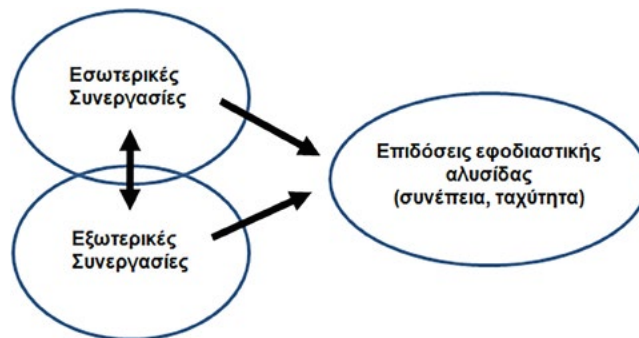 Εσωτερικές
Συνεργασίες
Επιδόσεις εφοδιαστικής
αλυσίδας
(συνέπεια, ταχύτητα)
Εξωτερικές
Συνεργασίες